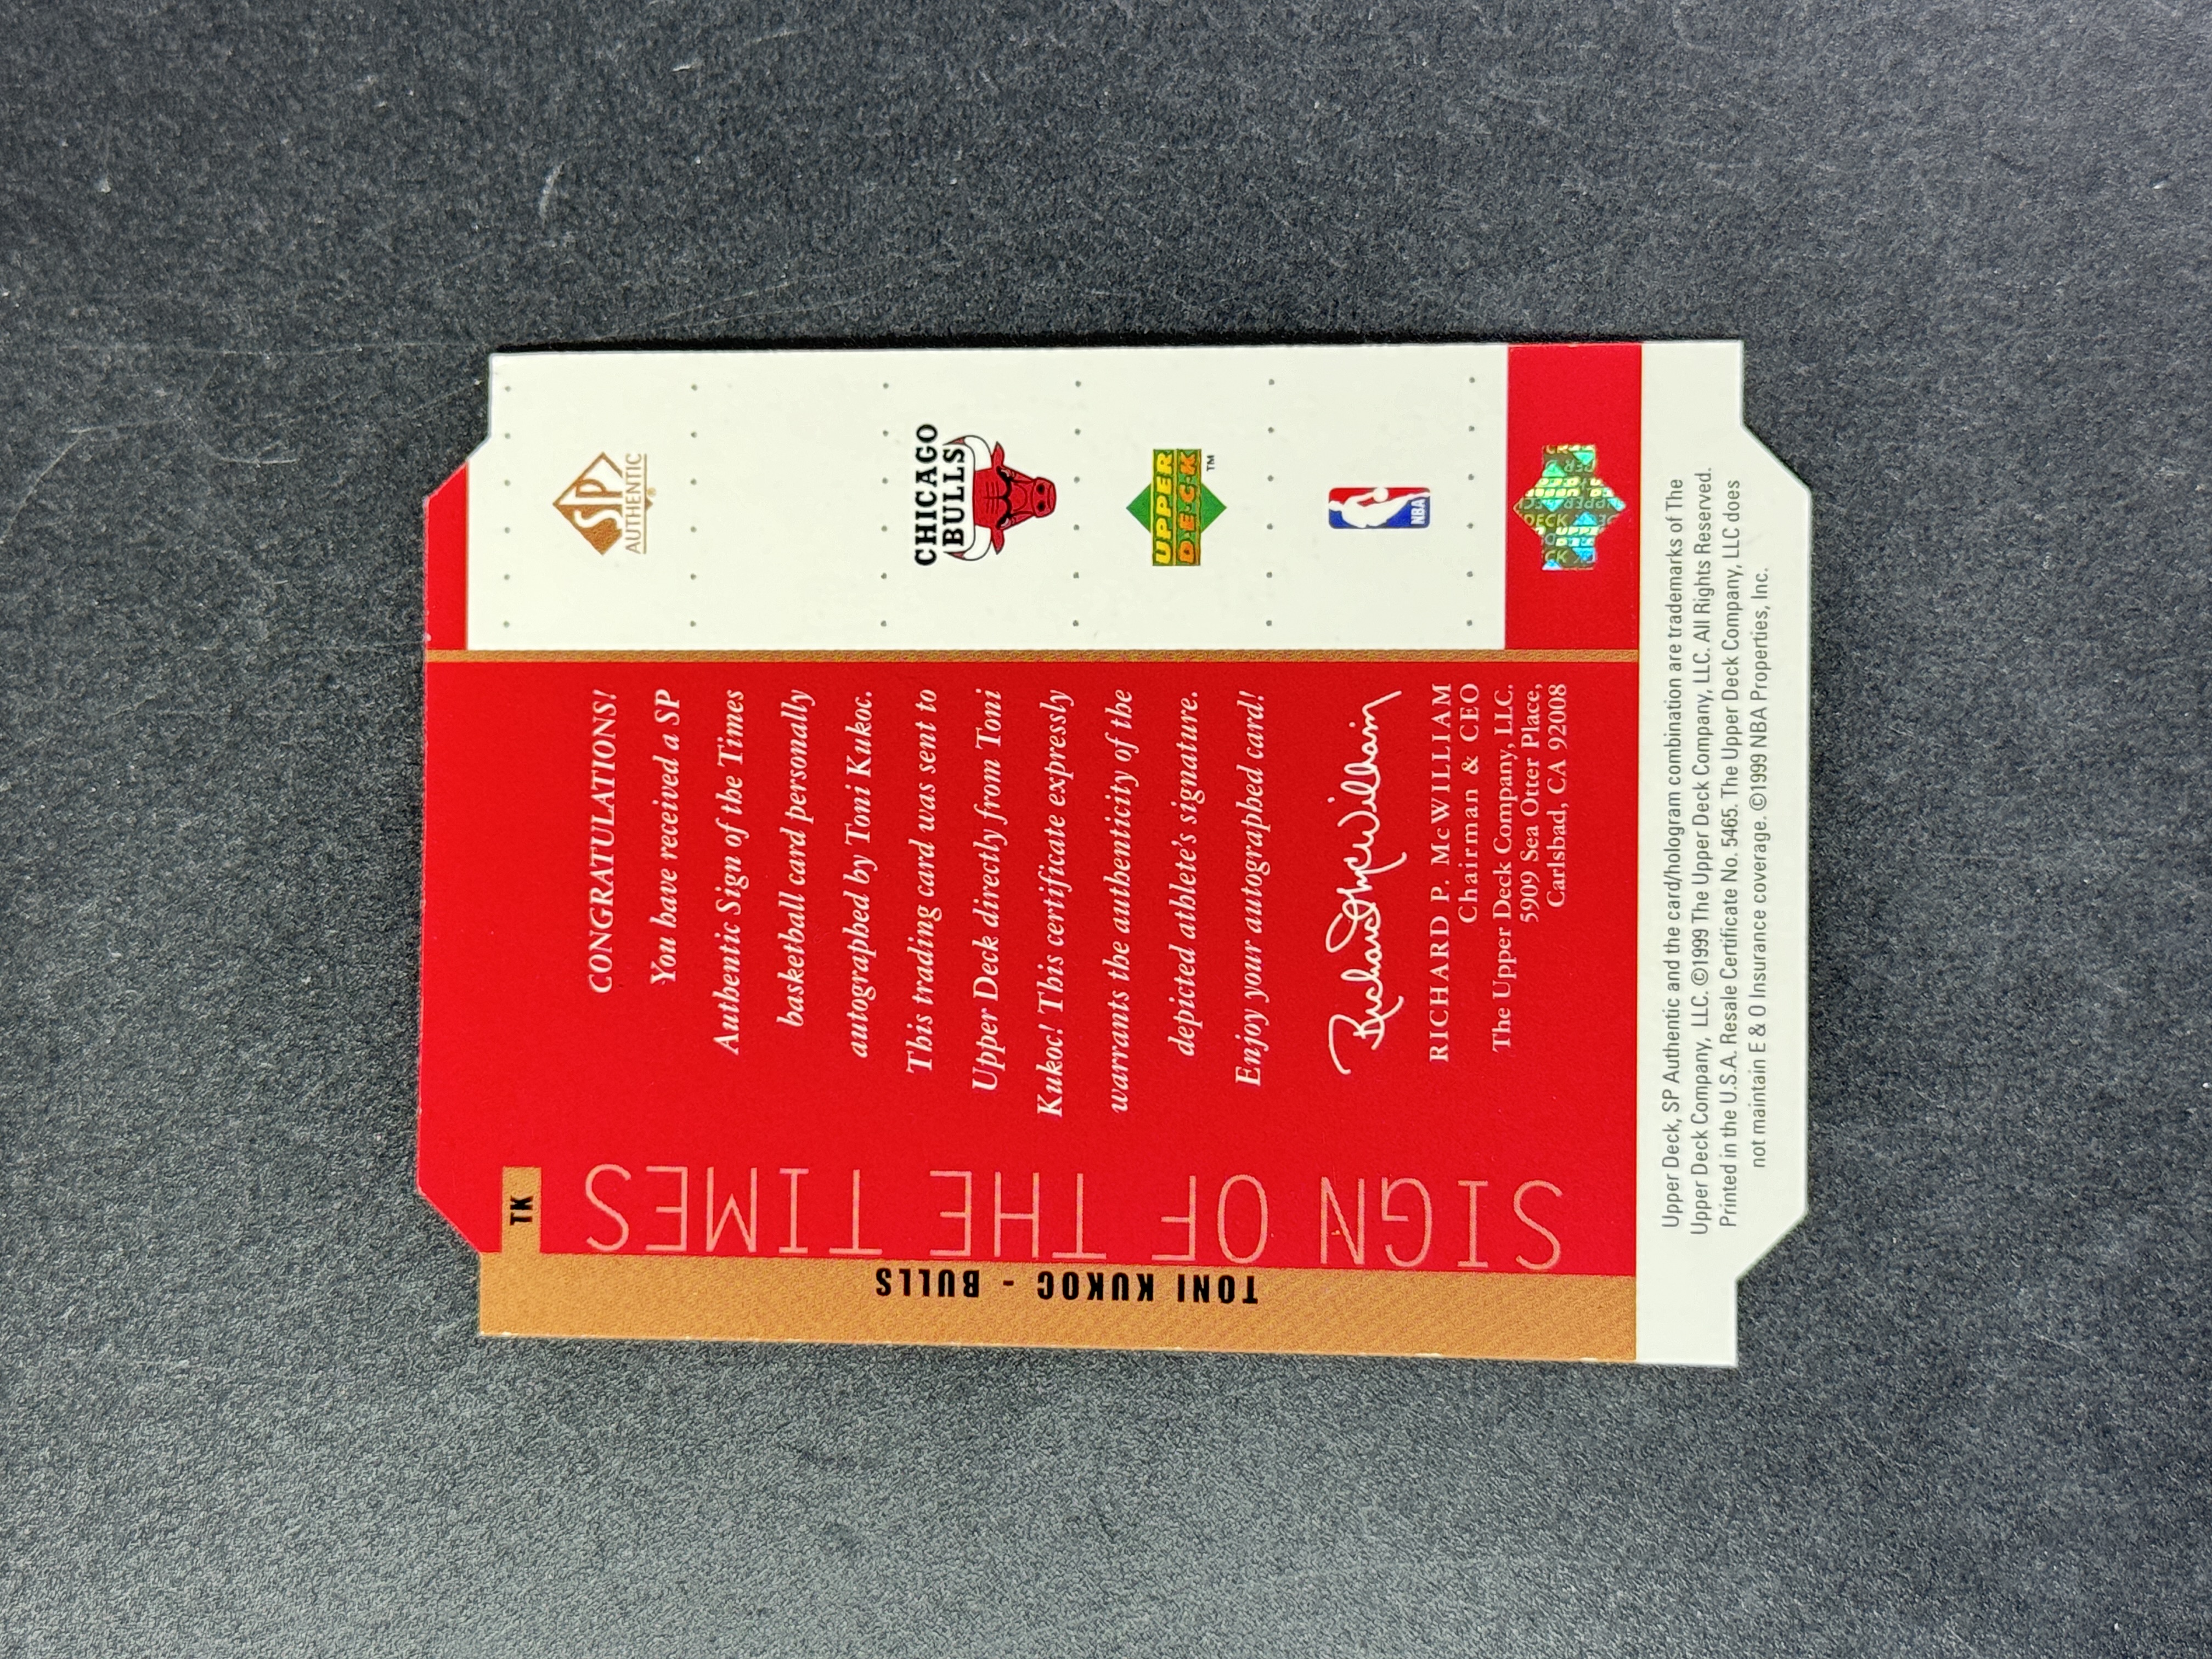 SP
AUTHENTIC
®
CHICAGO
BULLS
UPPER
DECK
™
NBA
CONGRATULATIONS!
You have received a SP
Authentic Sign of the Times
basketball card personally
autographed by Toni Kukoc.
This trading card was sent to
Upper Deck directly from Toni
Kukoc! This certificate expressly
warrants the authenticity of the
depicted athlete's signature.
Enjoy your autographed card!
Richard McWilliam
RICHARD P. McWILLIAM
Chairman & CEO
The Upper Deck Company, LLC.
5909 Sea Otter Place,
Carlsbad, CA 92008
TK
SIGN OF THE TIMES
TONI KUKOC - BULLS
Upper Deck, SP Authentic and the card/hologram combination are trademarks of The
Upper Deck Company, LLC. ©1999 The Upper Deck Company, LLC. All Rights Reserved.
Printed in the U.S.A. Resale Certificate No. 5465. The Upper Deck Company, LLC does
not maintain E & O Insurance coverage. ©1999 NBA Properties, Inc.